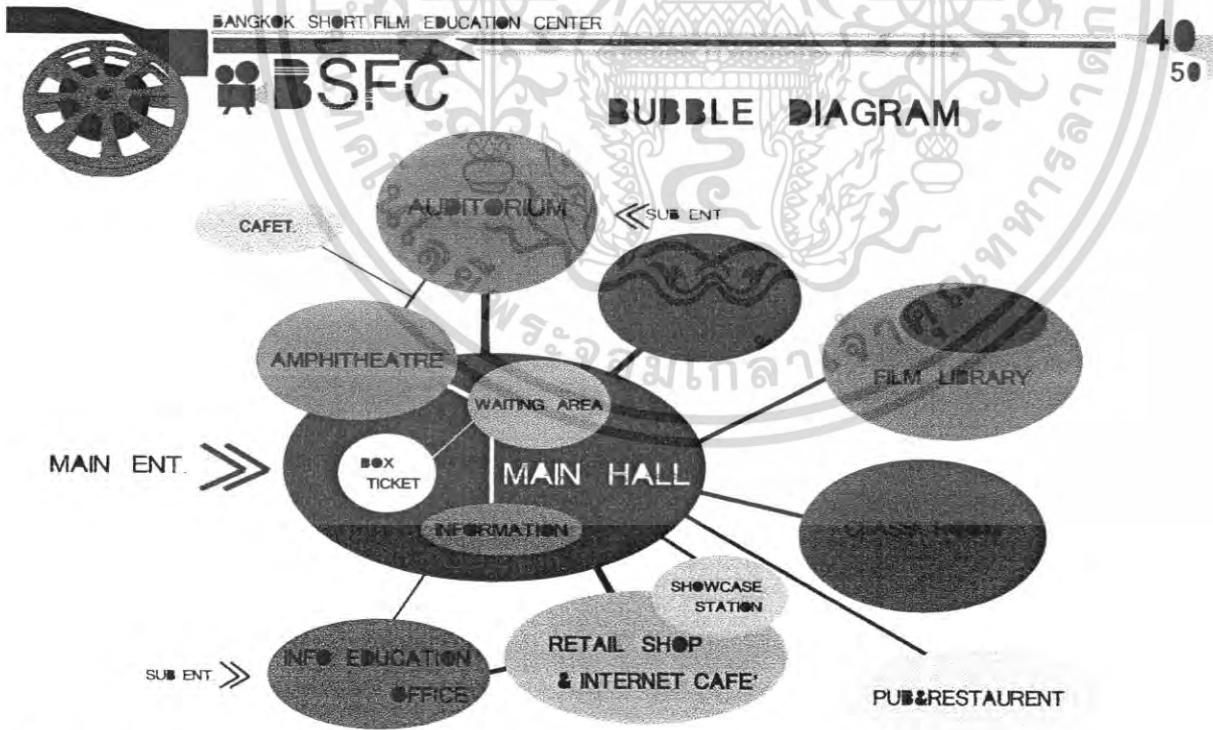 BANGKOK SHORT FILM EDUCATION CENTER
40
50
BSFC
BUBBLE DIAGRAM
AUDITORIUM
SUB ENT
CAFET.
AMPHITHEATRE
WAITING AREA
FILM LIBRARY
MAIN ENT.
BOX
TICKET
MAIN HALL
INFORMATION
CLASS ROOM
SHOWCASE
STATION
RETAIL SHOP
& INTERNET CAFE'
INFO EDUCATION
OFFICE
SUB ENT.
PUB&RESTAURENT